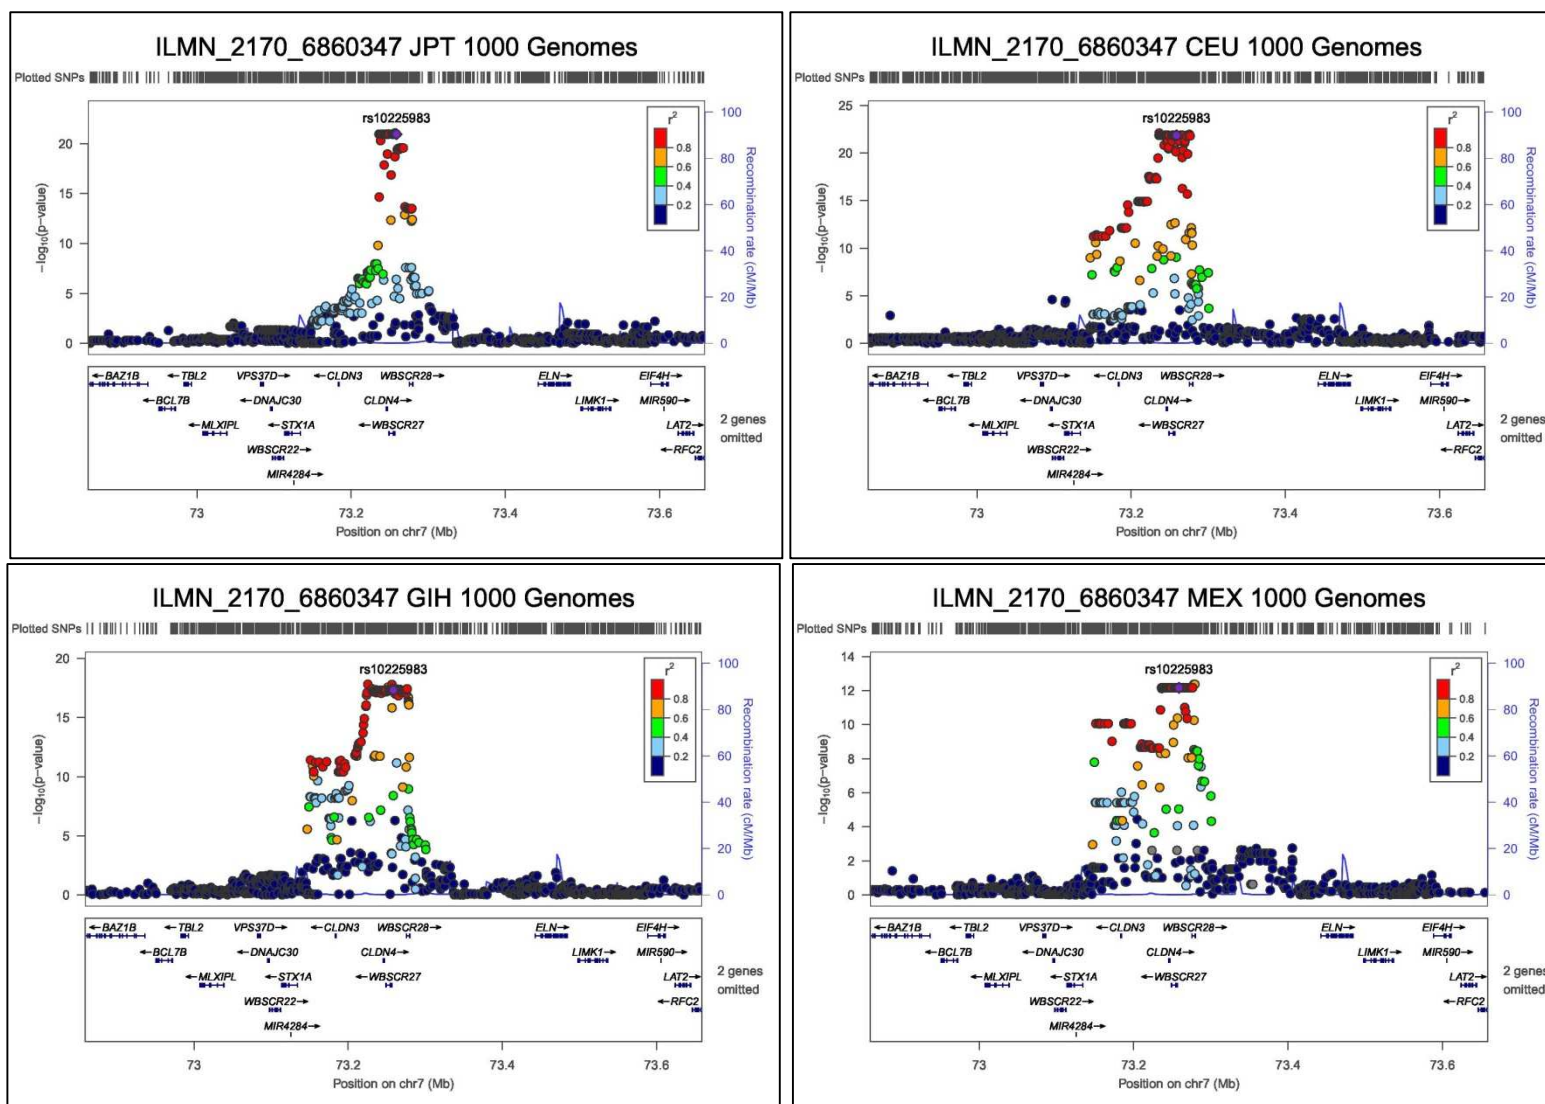 ILMN_2170_6860347 JPT 1000 Genomes
Plotted SNPs
rs10225983
r²
0.8
0.6
0.4
0.2
20
15
10
5
0
−log₁₀(p−value)
100
80
60
40
20
0
Recombination rate (cM/Mb)
←BAZ1B ←TBL2 VPS37D→ ←CLDN3 WBSCR28→ ELN→ EIF4H→
←BCL7B ←DNAJC30 CLDN4→ LIMK1→ MIR590→
←MLXIPL ←STX1A ←WBSCR27 LAT2→
WBSCR22→ ←RFC2
MIR4284→
2 genes
omitted
73 73.2 73.4 73.6
Position on chr7 (Mb)
ILMN_2170_6860347 CEU 1000 Genomes
Plotted SNPs
rs10225983
r²
0.8
0.6
0.4
0.2
25
20
15
10
5
0
−log₁₀(p−value)
100
80
60
40
20
0
Recombination rate (cM/Mb)
←BAZ1B ←TBL2 VPS37D→ ←CLDN3 WBSCR28→ ELN→ EIF4H→
←BCL7B ←DNAJC30 CLDN4→ LIMK1→ MIR590→
←MLXIPL ←STX1A ←WBSCR27 LAT2→
WBSCR22→ ←RFC2
MIR4284→
2 genes
omitted
73 73.2 73.4 73.6
Position on chr7 (Mb)
ILMN_2170_6860347 GIH 1000 Genomes
Plotted SNPs
rs10225983
r²
0.8
0.6
0.4
0.2
20
15
10
5
0
−log₁₀(p−value)
100
80
60
40
20
0
Recombination rate (cM/Mb)
←BAZ1B ←TBL2 VPS37D→ ←CLDN3 WBSCR28→ ELN→ EIF4H→
←BCL7B ←DNAJC30 CLDN4→ LIMK1→ MIR590→
←MLXIPL ←STX1A ←WBSCR27 LAT2→
WBSCR22→ ←RFC2
MIR4284→
2 genes
omitted
73 73.2 73.4 73.6
Position on chr7 (Mb)
ILMN_2170_6860347 MEX 1000 Genomes
Plotted SNPs
rs10225983
r²
0.8
0.6
0.4
0.2
14
12
10
8
6
4
2
0
−log₁₀(p−value)
100
80
60
40
20
0
Recombination rate (cM/Mb)
←BAZ1B ←TBL2 VPS37D→ ←CLDN3 WBSCR28→ ELN→ EIF4H→
←BCL7B ←DNAJC30 CLDN4→ LIMK1→ MIR590→
←MLXIPL ←STX1A ←WBSCR27 LAT2→
WBSCR22→ ←RFC2
MIR4284→
2 genes
omitted
73 73.2 73.4 73.6
Position on chr7 (Mb)